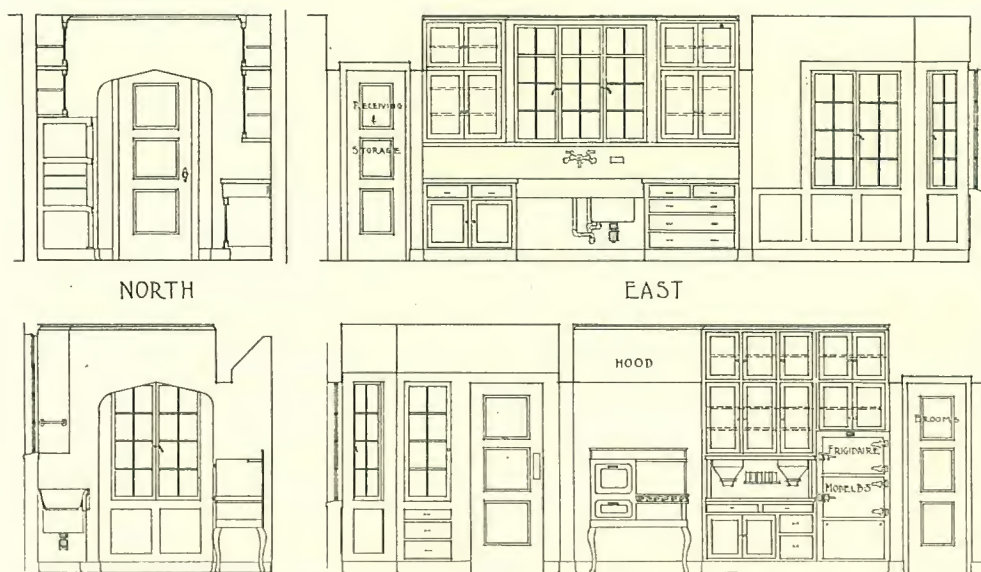 RECEIVING
&
STORAGE
NORTH
EAST
HOOD
BROOMS
FRIGIDAIRE
MODEL B5